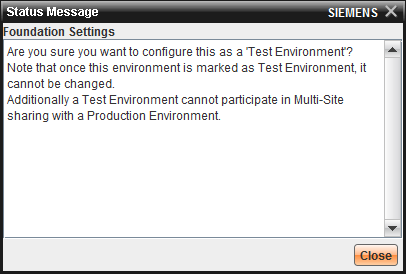 Status Message
SIEMENS
Foundation Settings
Are you sure you want to configure this as a 'Test Environment'?
Note that once this environment is marked as Test Environment, it
cannot be changed.
Additionally a Test Environment cannot participate in Multi-Site
sharing with a Production Environment.
Close